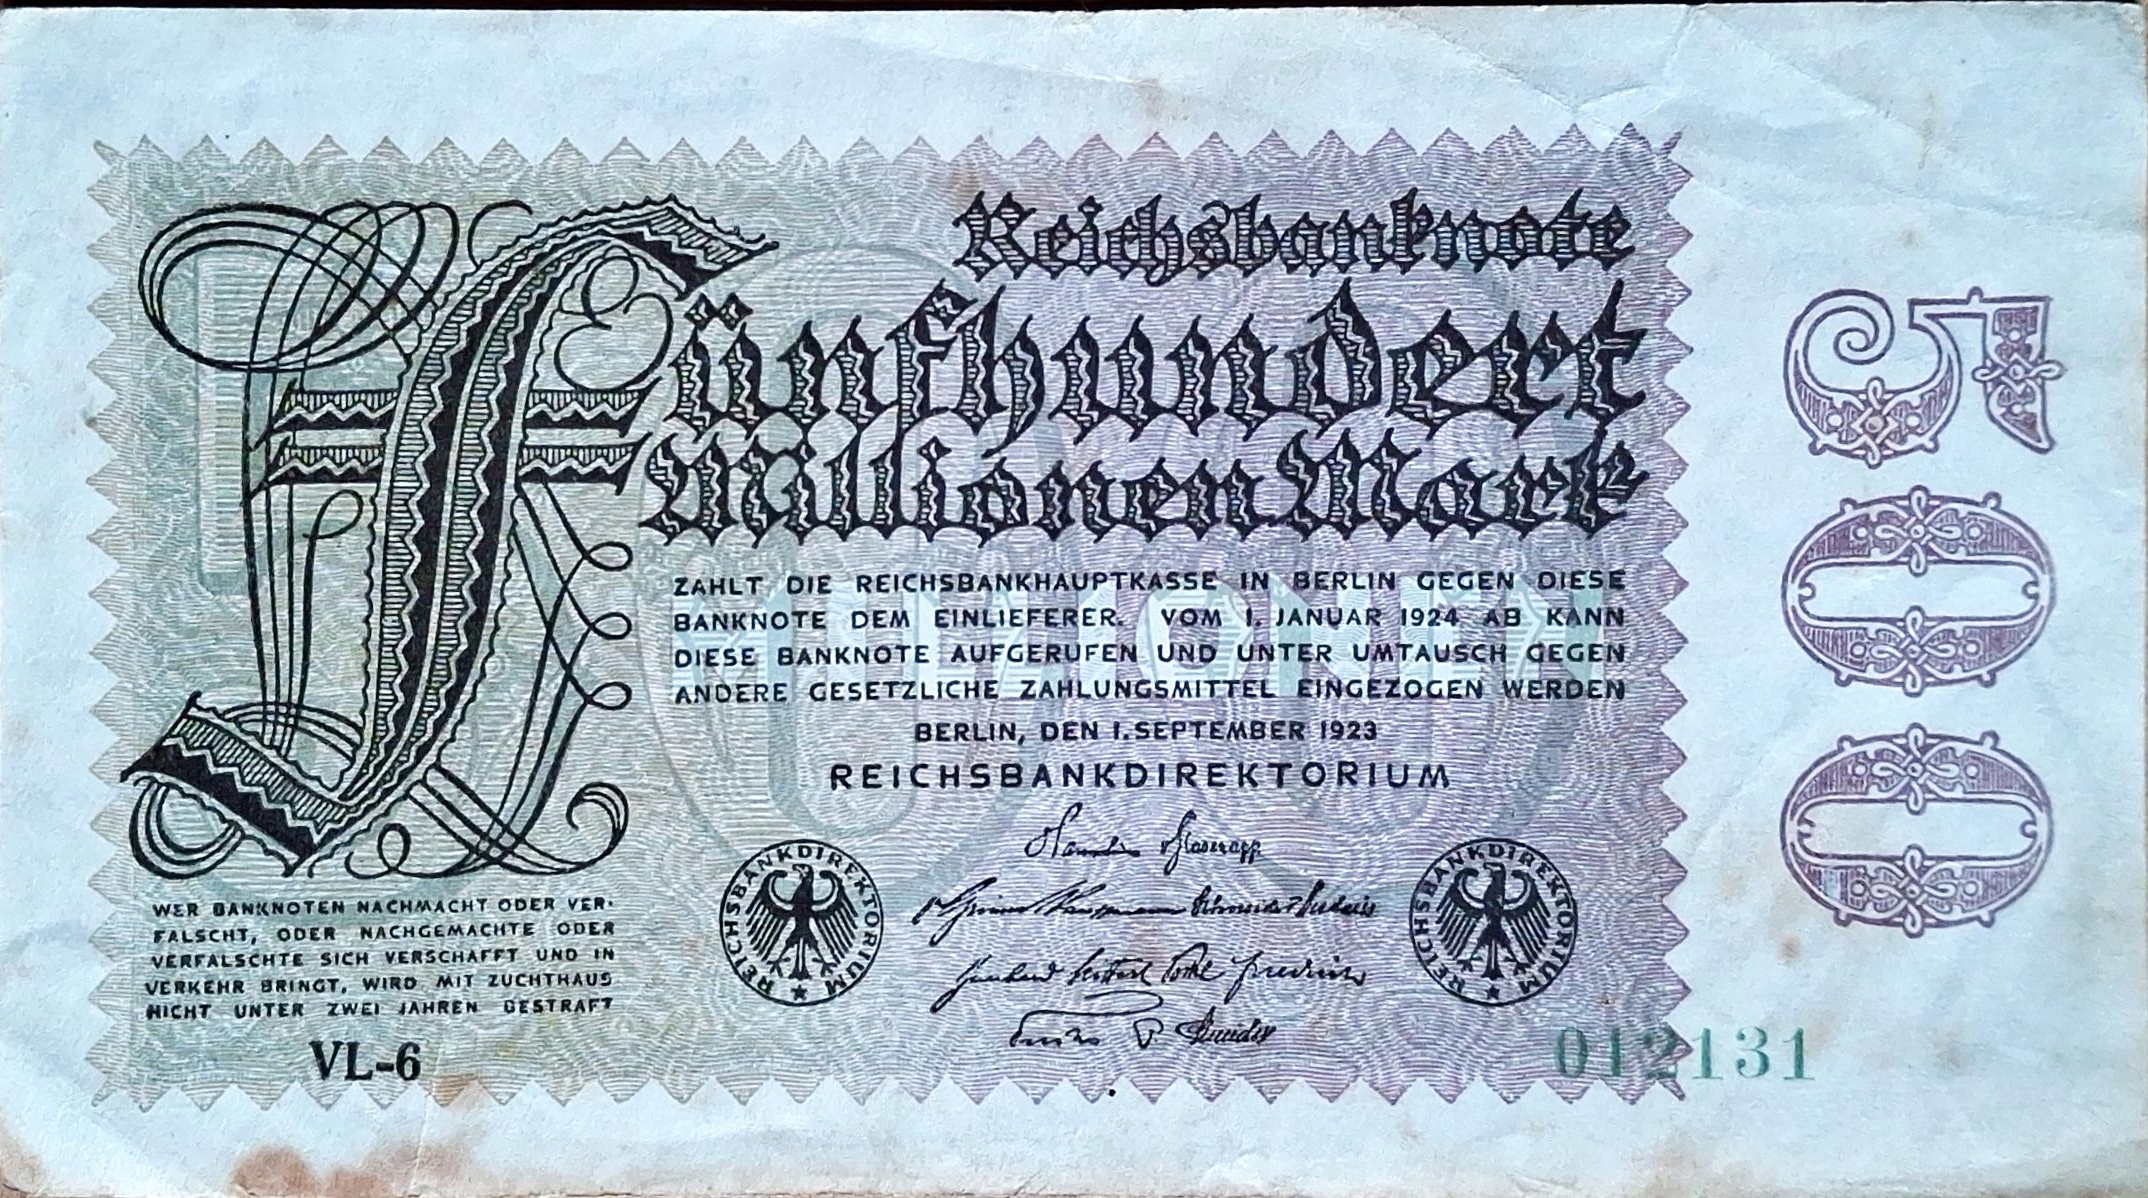 Reichsbanknote
Fünfhundert
Millionen Mark
ZAHLT DIE REICHSBANKHAUPTKASSE IN BERLIN GEGEN DIESE
BANKNOTE DEM EINLIEFERER. VOM 1. JANUAR 1924 AB KANN
DIESE BANKNOTE AUFGERUFEN UND UNTER UMTAUSCH GEGEN
ANDERE GESETZLICHE ZAHLUNGSMITTEL EINGEZOGEN WERDEN
BERLIN, DEN 1. SEPTEMBER 1923
REICHSBANKDIREKTORIUM
v. Glasenapp
REICHSBANKDIREKTORIUM
REICHSBANKDIREKTORIUM
WER BANKNOTEN NACHMACHT ODER VER-
FALSCHT, ODER NACHGEMACHTE ODER
VERFALSCHTE SICH VERSCHAFFT UND IN
VERKEHR BRINGT, WIRD MIT ZUCHTHAUS
NICHT UNTER ZWEI JAHREN BESTRAFT
VL-6
012131
500